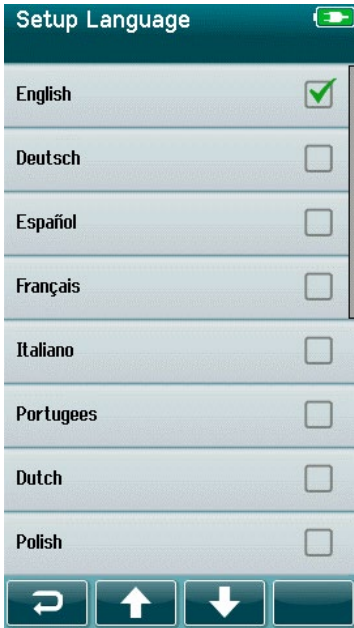 Setup Language
English
Deutsch
Español
Français
Italiano
Portugees
Dutch
Polish